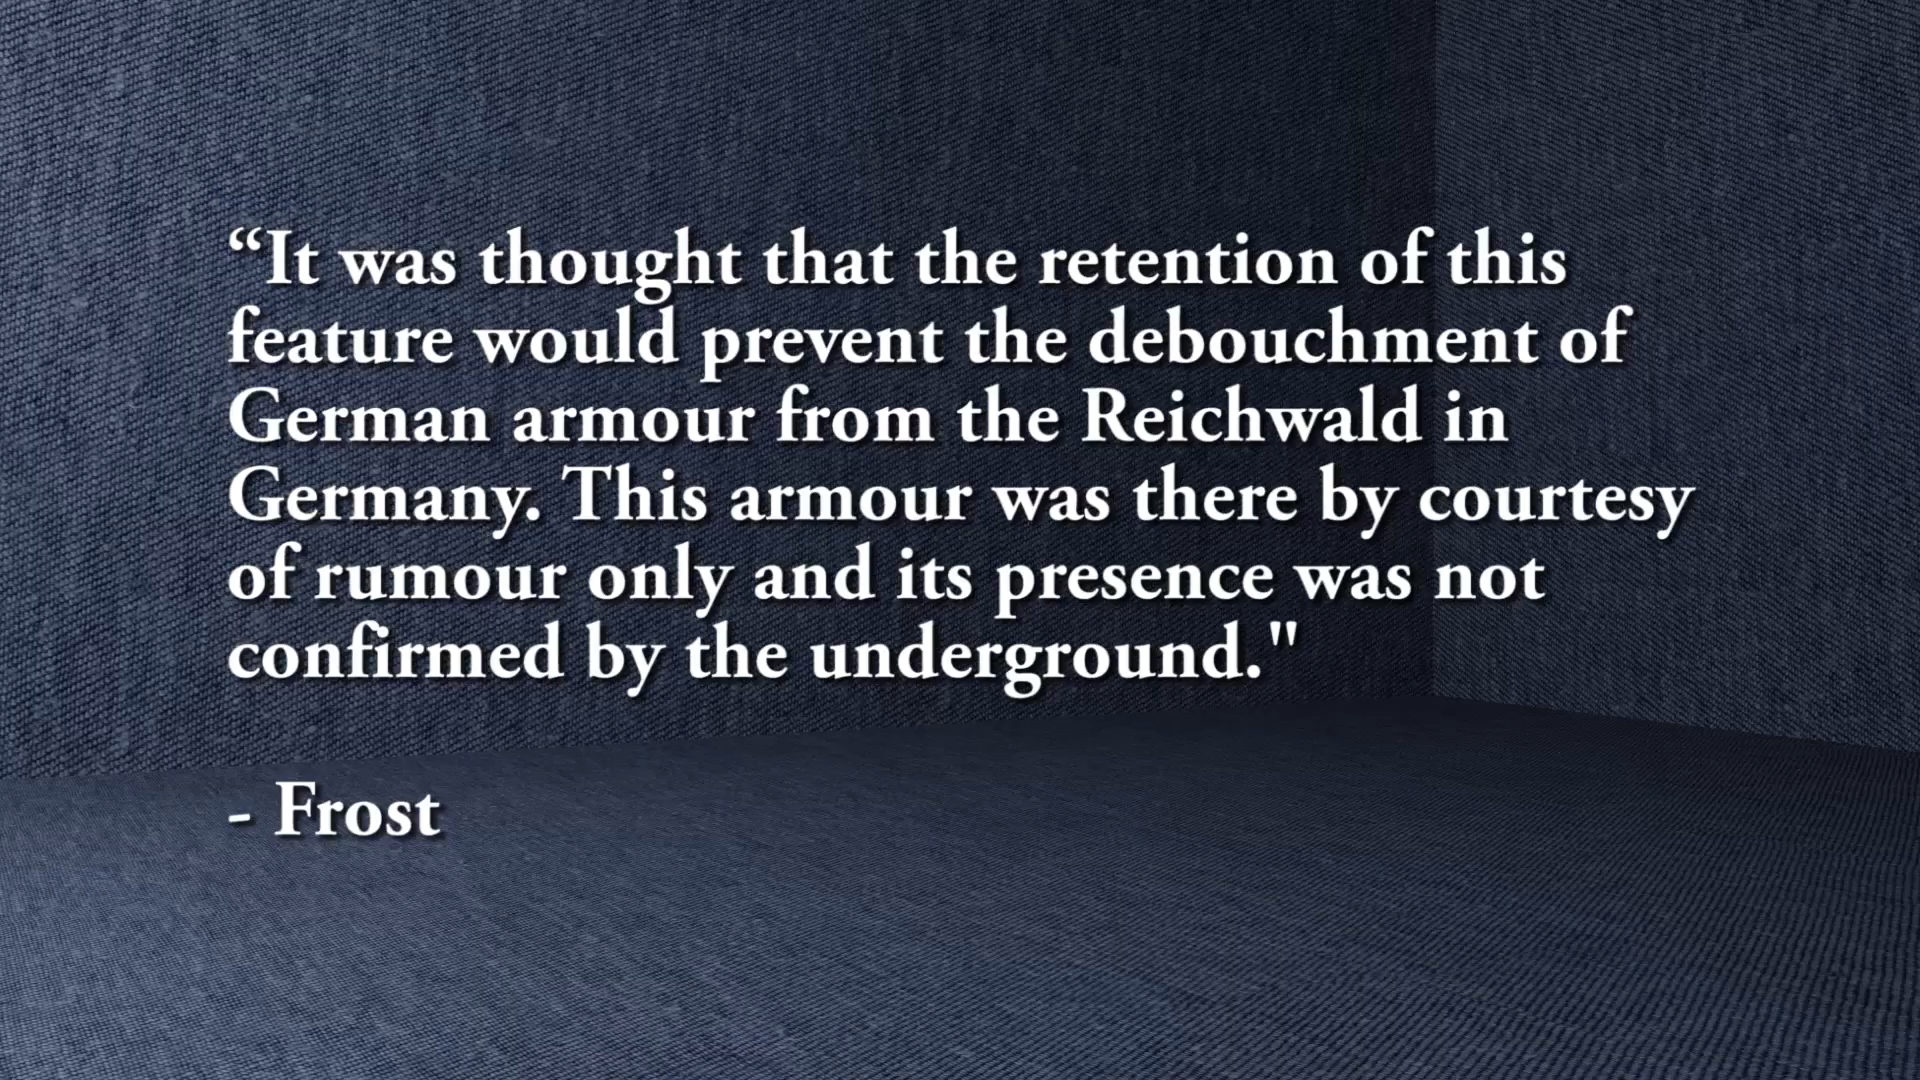 “It was thought that the retention of this
feature would prevent the debouchment of
German armour from the Reichwald in
Germany. This armour was there by courtesy
of rumour only and its presence was not
confirmed by the underground."
- Frost